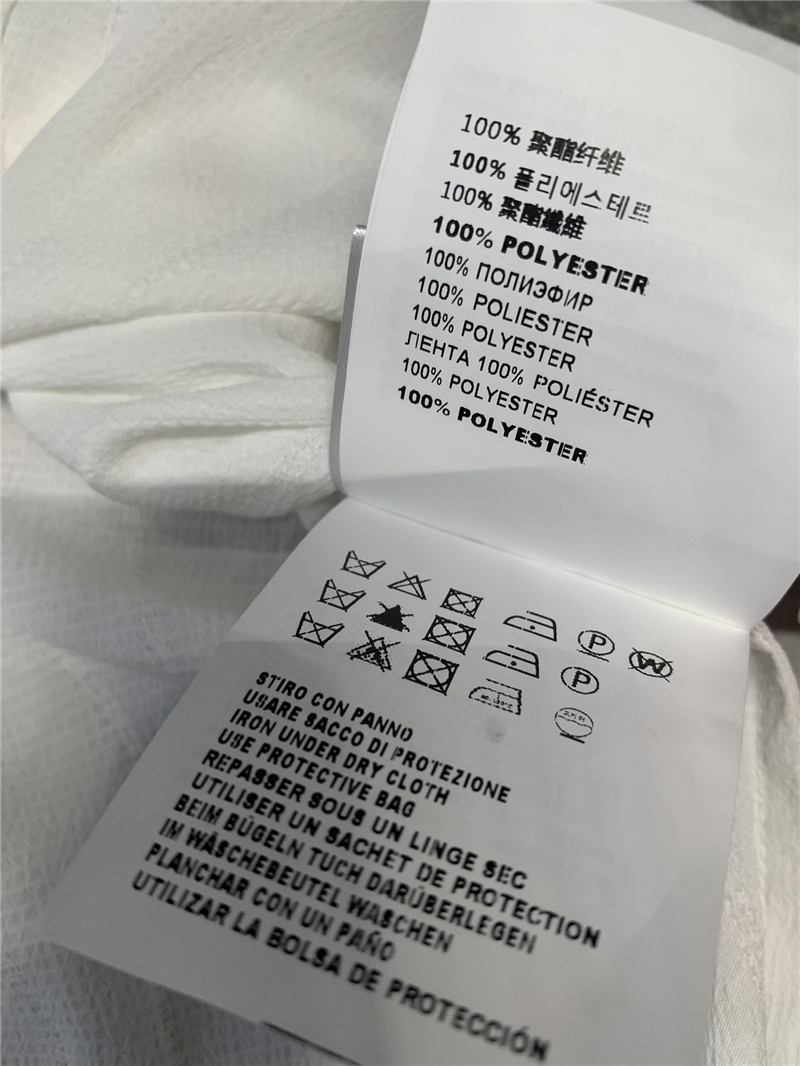 100% 聚酯纤维
100% 폴리에스테르
100% 聚酯纖維
100% POLYESTER
100% ПОЛИЭФИР
100% POLIESTER
100% POLYESTER
ЛЕНТА 100% POLIÉSTER
100% POLYESTER
100% POLYESTER
P
W
P
STIRO CON PANNO
USARE SACCO DI PROTEZIONE
IRON UNDER DRY CLOTH
USE PROTECTIVE BAG
REPASSER SOUS UN LINGE SEC
UTILISER UN SACHET DE PROTECTION
BEIM BÜGELN TUCH DARÜBERLEGEN
IM WÄSCHEBEUTEL WASCHEN
PLANCHAR CON UN PAÑO
UTILIZAR LA BOLSA DE PROTECCIÓN